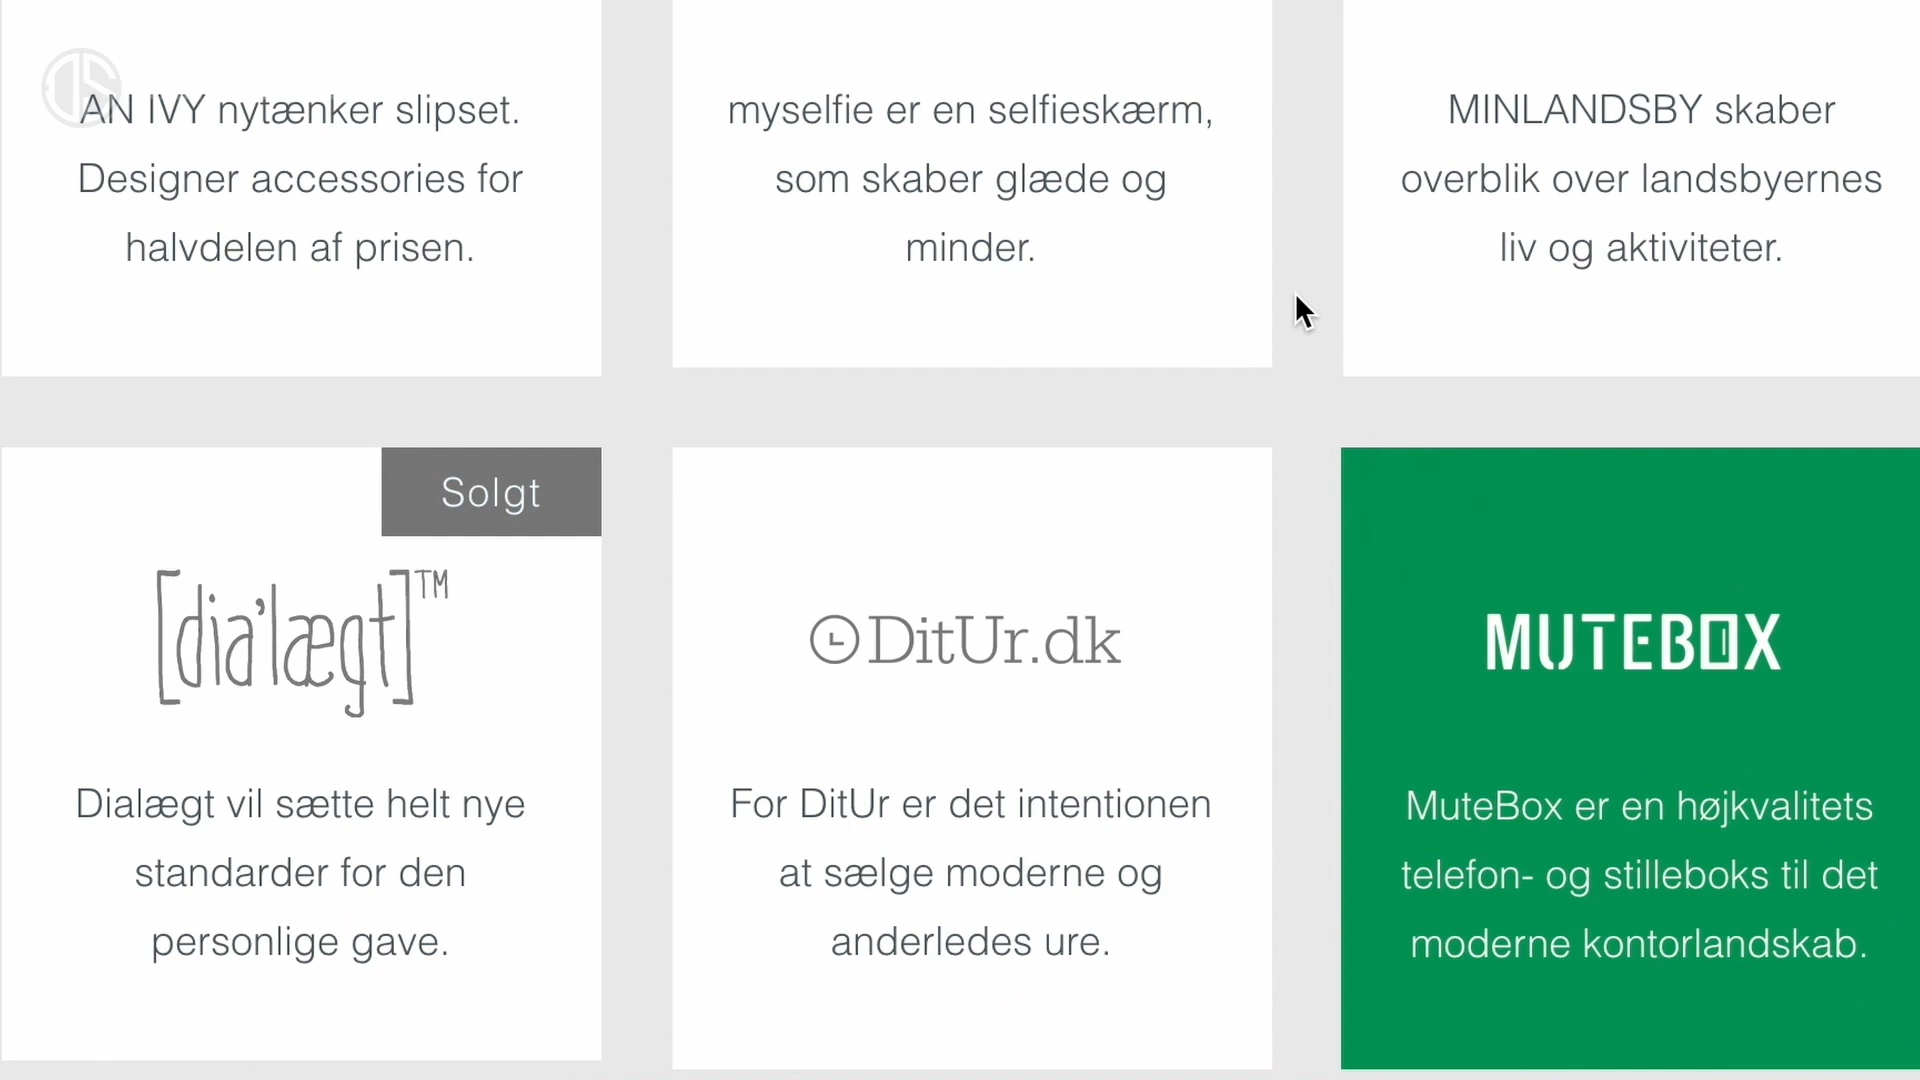 AN IVY nytænker slipset.
Designer accessories for
halvdelen af prisen.
myselfie er en selfieskærm,
som skaber glæde og
minder.
MINLANDSBY skaber
overblik over landsbyernes
liv og aktiviteter.
Solgt
[dia'lægt]™
Dialægt vil sætte helt nye
standarder for den
personlige gave.
DitUr.dk
For DitUr er det intentionen
at sælge moderne og
anderledes ure.
MUTEBOX
MuteBox er en højkvalitets
telefon- og stilleboks til det
moderne kontorlandskab.